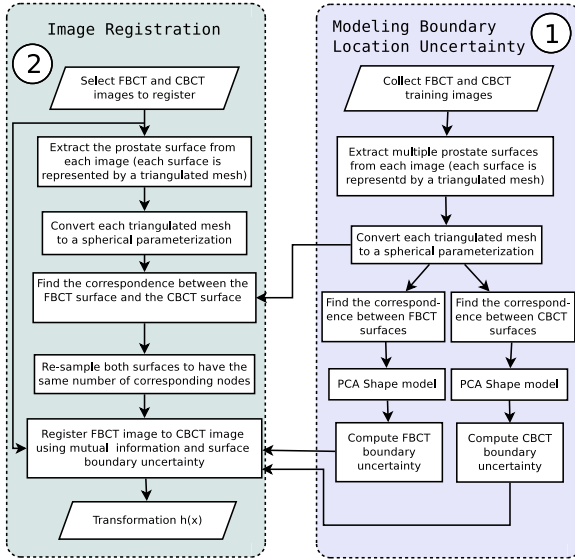 Image Registration
2
Select FBCT and CBCT
images to register
Extract the prostate surface from
each image (each surface is
represented by a triangulated mesh)
Convert each triangulated mesh
to a spherical parameterization
Find the correspondence between the
FBCT surface and the CBCT surface
Re-sample both surfaces to have the
same number of corresponding nodes
Register FBCT image to CBCT image
using mutual information and surface
boundary uncertainty
Transformation h(x)
Modeling Boundary
Location Uncertainty
1
Collect FBCT and CBCT
training images
Extract multiple prostate surfaces
from each image (each surface is
represented by a triangulated mesh)
Convert each triangulated mesh
to a spherical parameterization
Find the correspond-
ence between FBCT
surfaces
PCA Shape model
Compute FBCT
boundary
uncertainty
Find the correspond-
ence between CBCT
surfaces
PCA Shape model
Compute CBCT
boundary
uncertainty